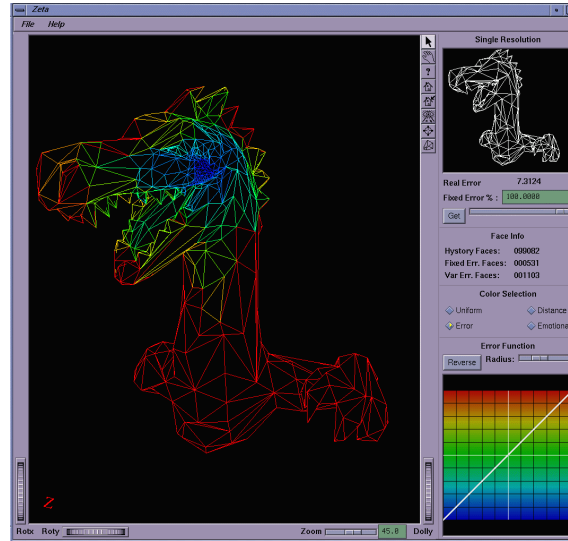 Zeta
File Help
Single Resolution
?
Real Error 7.3124
Fixed Error % : 100.0000
Get
Face Info
Hystory Faces: 099082
Fixed Err. Faces: 000531
Var Err. Faces: 001103
Color Selection
Uniform Distance
Error Emotiona
Error Function
Reverse Radius:
Z
Rotx Roty Zoom 45.0 Dolly